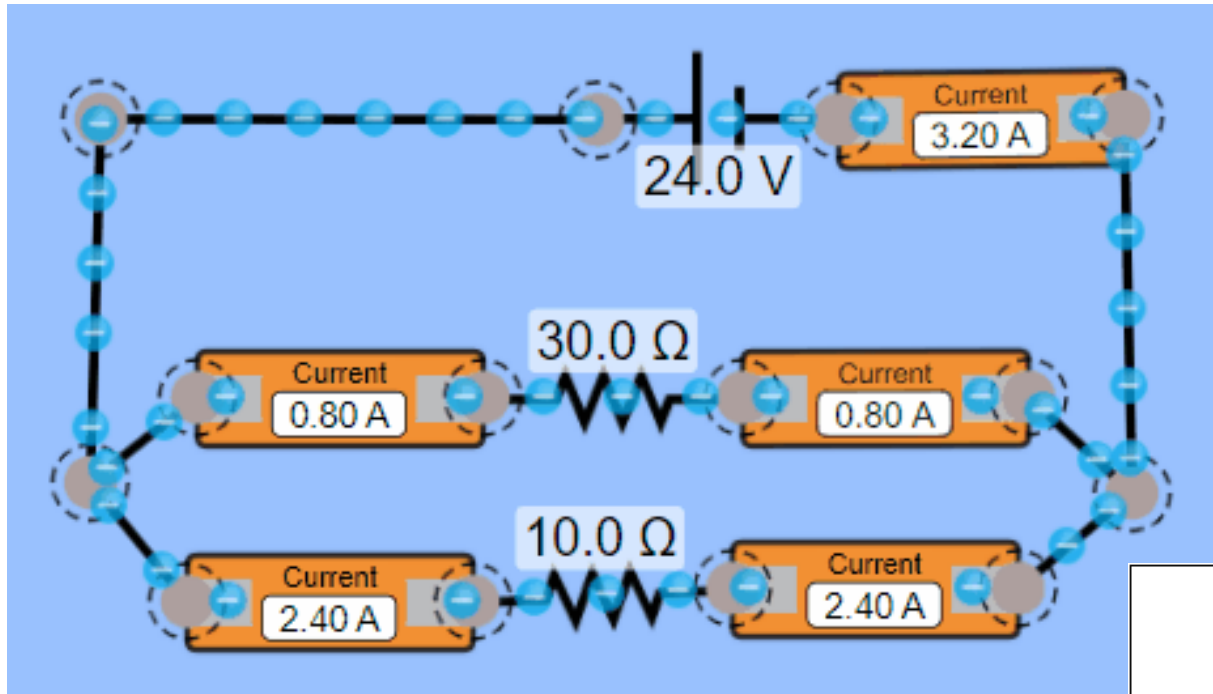 Current
3.20 A
24.0 V
30.0 Ω
Current
0.80 A
Current
0.80 A
10.0 Ω
Current
2.40 A
Current
2.40 A